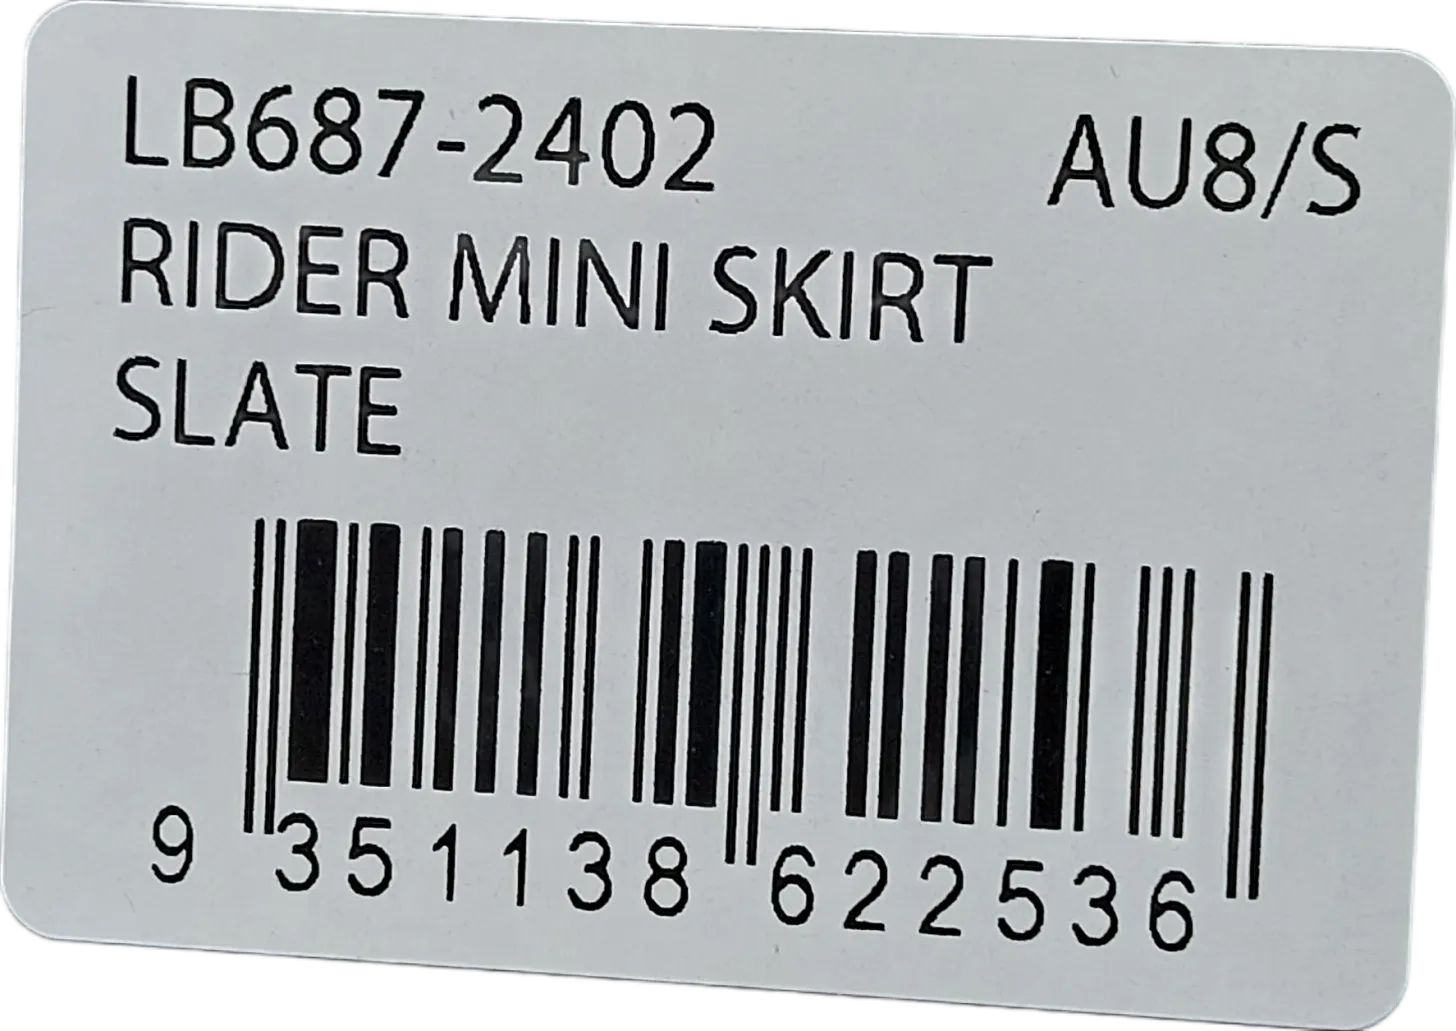 LB687-2402 AU8/S
RIDER MINI SKIRT
SLATE
9 351138 622536